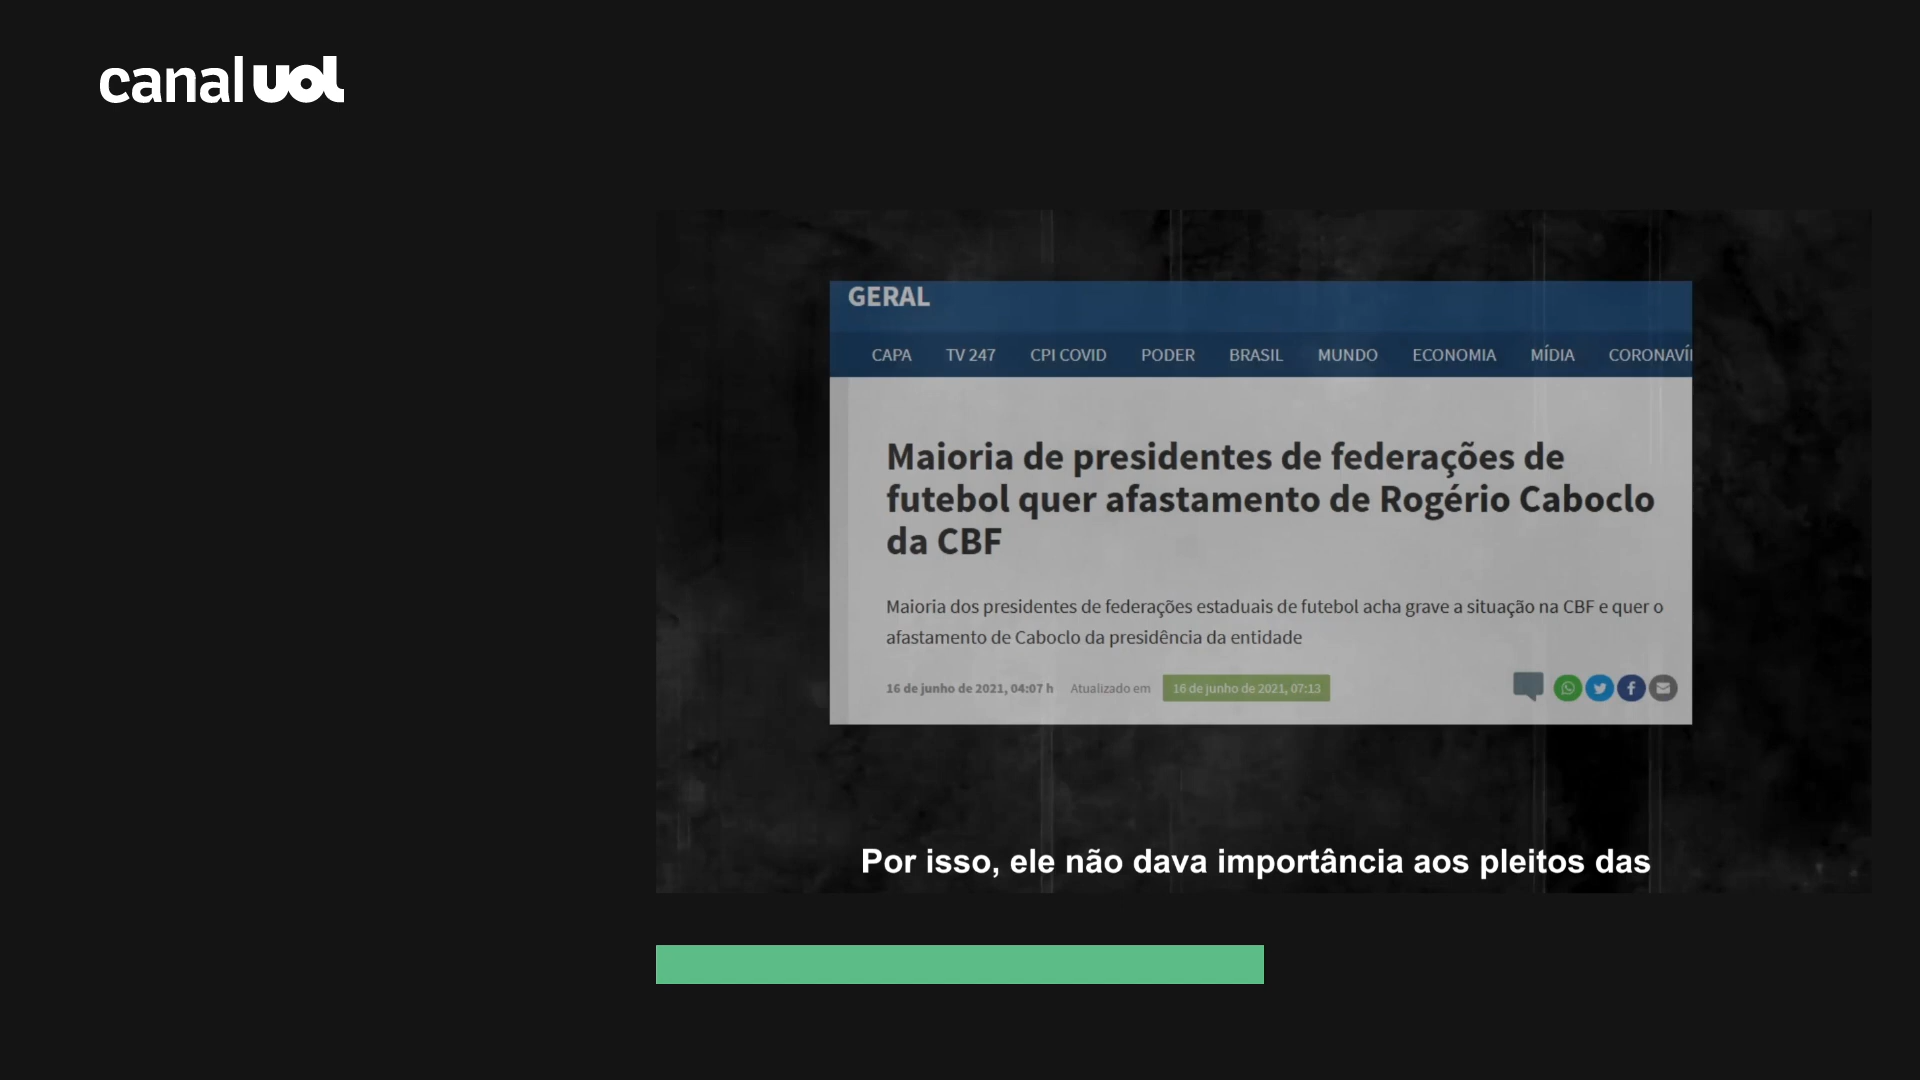 canal uol
GERAL
CAPA TV 247 CPI COVID PODER BRASIL MUNDO ECONOMIA MÍDIA CORONAVÍ
Maioria de presidentes de federações de
futebol quer afastamento de Rogério Caboclo
da CBF
Maioria dos presidentes de federações estaduais de futebol acha grave a situação na CBF e quer o
afastamento de Caboclo da presidência da entidade
16 de junho de 2021, 04:07 h Atualizado em 16 de junho de 2021, 07:13
Por isso, ele não dava importância aos pleitos das